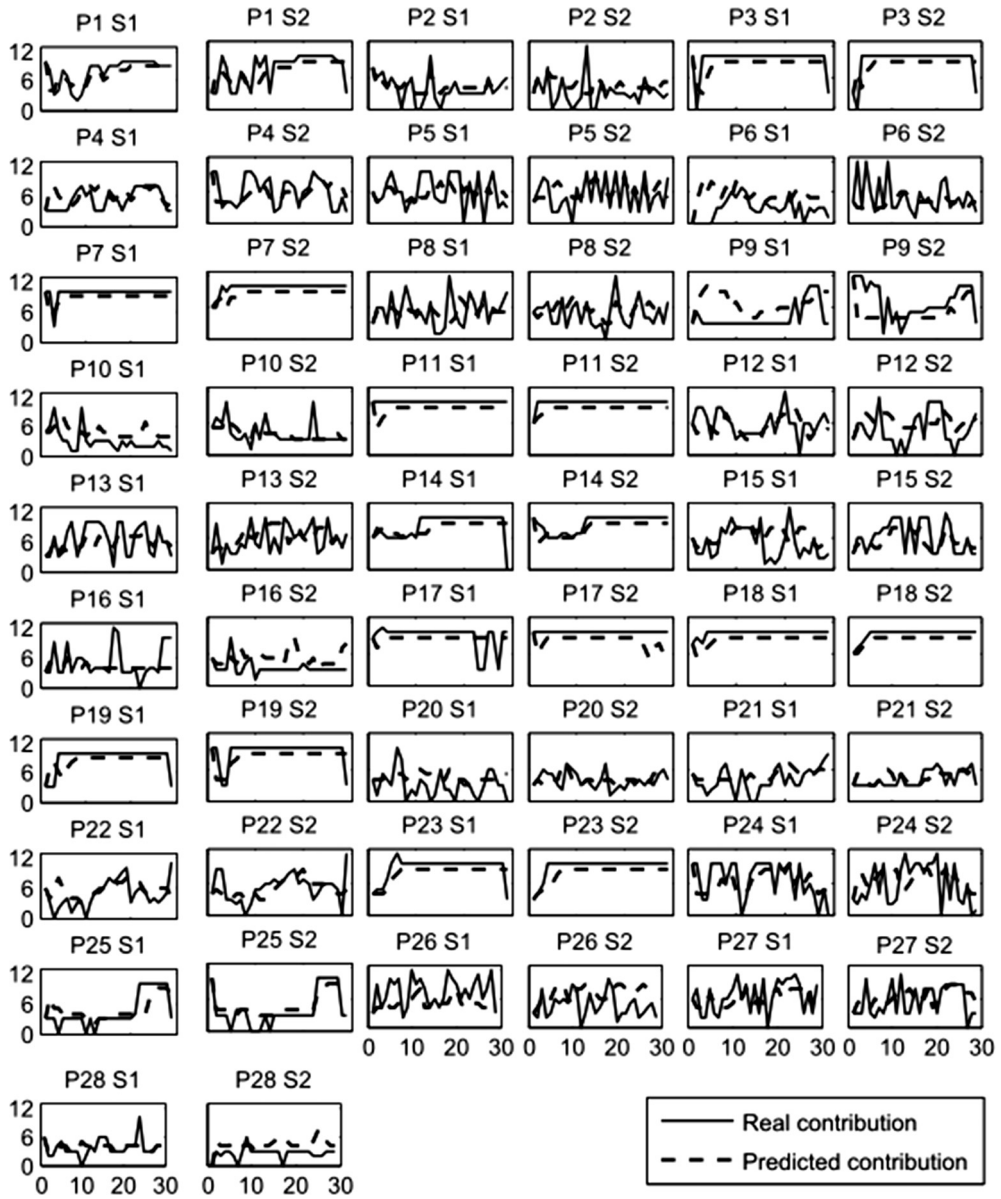 P1 S1 P1 S2 P2 S1 P2 S2 P3 S1 P3 S2
12
6
0
P4 S1 P4 S2 P5 S1 P5 S2 P6 S1 P6 S2
12
6
0
P7 S1 P7 S2 P8 S1 P8 S2 P9 S1 P9 S2
12
6
0
P10 S1 P10 S2 P11 S1 P11 S2 P12 S1 P12 S2
12
6
0
P13 S1 P13 S2 P14 S1 P14 S2 P15 S1 P15 S2
12
6
0
P16 S1 P16 S2 P17 S1 P17 S2 P18 S1 P18 S2
12
6
0
P19 S1 P19 S2 P20 S1 P20 S2 P21 S1 P21 S2
12
6
0
P22 S1 P22 S2 P23 S1 P23 S2 P24 S1 P24 S2
12
6
0
P25 S1 P25 S2 P26 S1 P26 S2 P27 S1 P27 S2
12
6
0
0 10 20 30 0 10 20 30 0 10 20 30 0 10 20 30
P28 S1 P28 S2
12
6
0
0 10 20 30 0 10 20 30
Real contribution
Predicted contribution